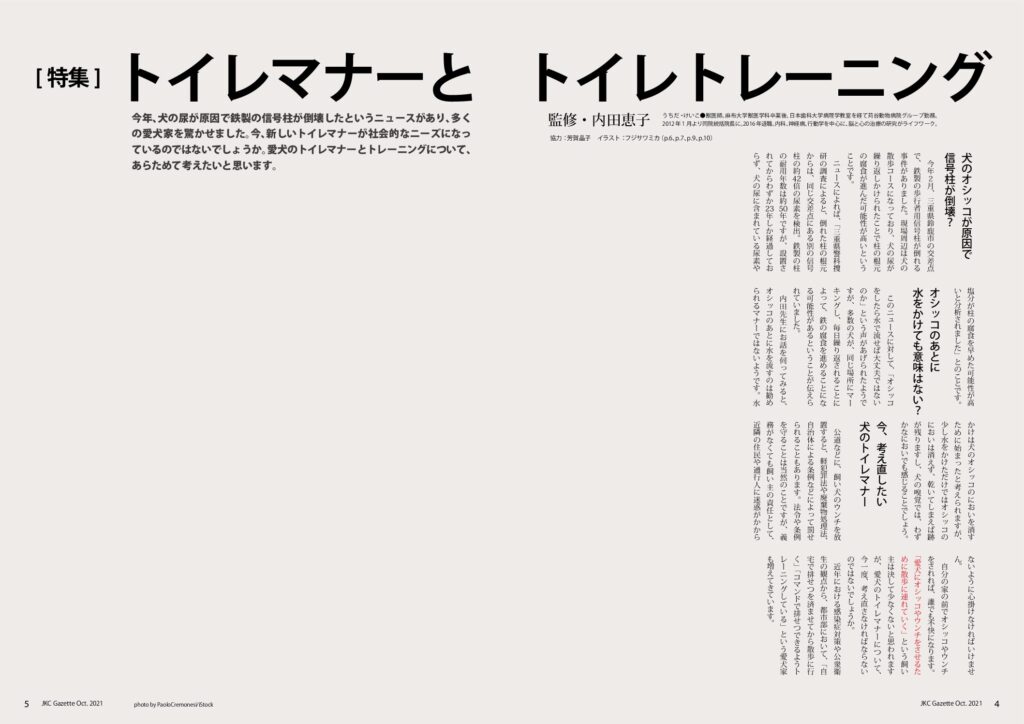 [ 特集 ] トイレマナーと トイレトレーニング
今年、犬の尿が原因で鉄製の信号柱が倒壊したというニュースがあり、多く
の愛犬家を驚かせました。今、新しいトイレマナーが社会的なニーズになっ
ているのではないでしょうか。愛犬のトイレマナーとトレーニングについて、
あらためて考えたいと思います。
監修・内田恵子
うちだ・けいこ●獣医師。麻布大学獣医学科卒業後、日本歯科大学病理学教室を経て苅谷動物病院グループ勤務。
2012年1月より同院統括院長に。2016年退職。内科、神経病、行動学を中心に、脳と心の治療の研究がライフワーク。
協力：芳賀晶子 イラスト：フジサワミカ（p.6、p.7、p.9、p.10）
犬のオシッコが原因で
信号柱が倒壊？
今年2月、三重県鈴鹿市の交差点
で、鉄製の歩行者用信号柱が倒れる
事件がありました。現場周辺は犬の
散歩コースになっており、犬の尿が
繰り返しかけられたことで柱の根元
の腐食が進んだ可能性が高いという
ことです。
ニュースによれば、「三重県警科捜
研の調査によると、倒れた柱の根元
からは、同じ交差点にある別の信号
柱の約42倍の尿素を検出。鉄製の柱
の耐用年数は約50年ですが、設置さ
れてからわずか23年しか経過してお
らず、犬の尿に含まれている尿素や
塩分が柱の腐食を早めた可能性が高
いと分析されました」とのことです。
オシッコのあとに
水をかけても意味はない？
このニュースに対して、「オシッコ
をしたら水で流せば大丈夫ではない
のか」という声があげられたようで
すが、多数の犬が、同じ場所にマー
キングし、毎日繰り返されることに
よって、鉄の腐食を進めることにな
る可能性があるということが伝えら
れていました。
内田先生にお話を伺ってみると、
オシッコのあとに水を流すのは勧め
られるマナーではないようです。水
かけは犬のオシッコのにおいを消す
ために始まったと考えられますが、
少し水をかけただけではオシッコの
においは消えず、乾いてしまえば跡
が残りますし、犬の嗅覚では、わず
かなにおいでも感じることでしょう。
今、考え直したい
犬のトイレマナー
公道などに、飼い犬のウンチを放
置すると、軽犯罪法や廃棄物処理法、
自治体による条例などによって罰せ
られることもあります。法令や条例
を守ることは当然のことですが、義
務がなくても飼い主の責任として、
近隣の住民や通行人に迷惑がかから
ないように心掛けなければいけませ
ん。
自分の家の前でオシッコやウンチ
をされれば、誰でも不快になります。
「愛犬にオシッコやウンチをさせるた
めに散歩に連れていく」という飼い
主は決して少なくないと思われます
が、愛犬のトイレマナーについて、
今一度、考え直さなければならない
のではないでしょうか。
近年における感染症対策や公衆衛
生の観点から、都市部において、「自
宅で排せつを済ませてから散歩に行
く」「コマンドで排せつできるようト
レーニングしている」という愛犬家
も増えてきています。
5 JKC Gazette Oct. 2021 photo by PaoloCremonesi/iStock
JKC Gazette Oct. 2021 4